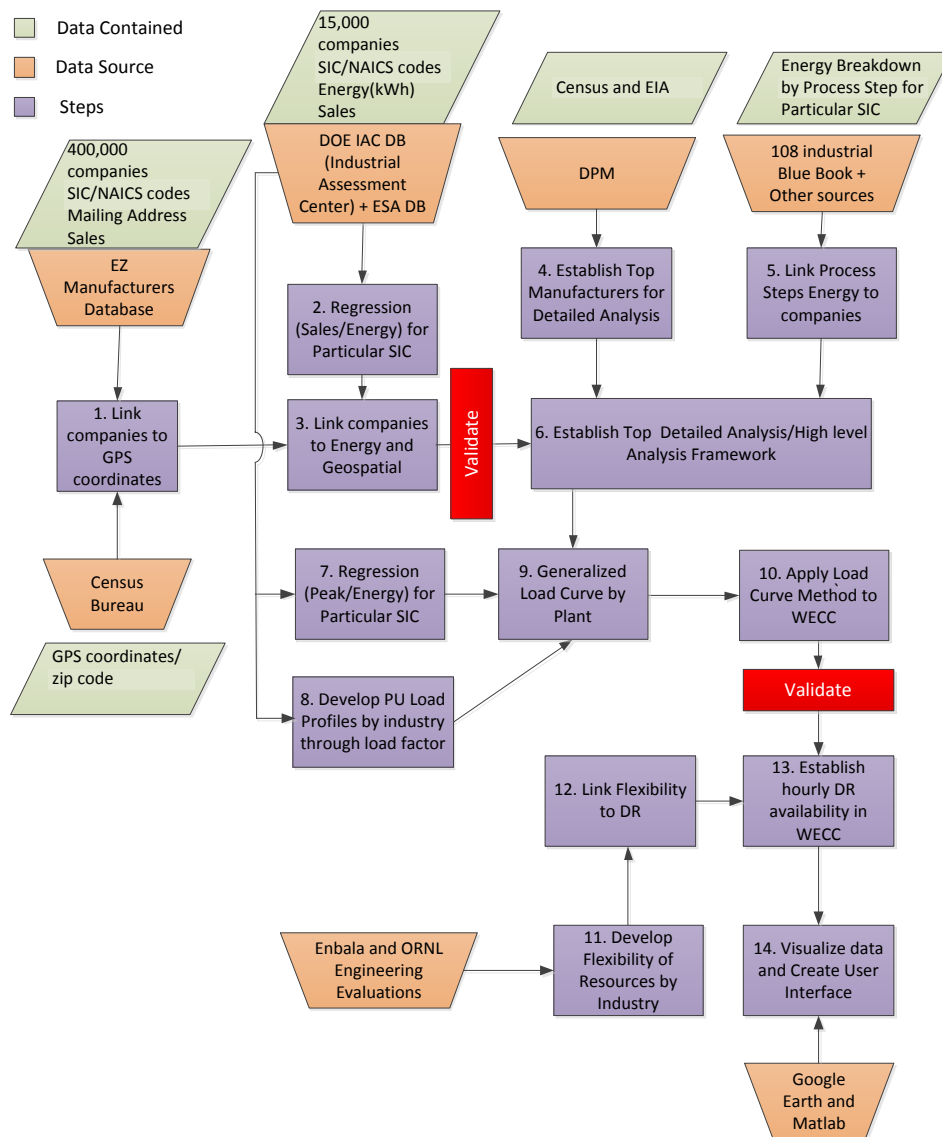 Data Contained
Data Source
Steps
400,000
companies
SIC/NAICS codes
Mailing Address
Sales
EZ
Manufacturers
Database
15,000
companies
SIC/NAICS codes
Energy(kWh)
Sales
DOE IAC DB
(Industrial
Assessment
Center) + ESA DB
Census and EIA
DPM
Energy Breakdown
by Process Step for
Particular SIC
108 industrial
Blue Book +
Other sources
2. Regression
(Sales/Energy) for
Particular SIC
4. Establish Top
Manufacturers for
Detailed Analysis
5. Link Process
Steps Energy to
companies
1. Link
companies to
GPS
coordinates
3. Link companies
to Energy and
Geospatial
Validate
6. Establish Top Detailed Analysis/High level
Analysis Framework
Census
Bureau
GPS coordinates/
zip code
7. Regression
(Peak/Energy) for
Particular SIC
9. Generalized
Load Curve by
Plant
10. Apply Load
Curve Method to
WECC
8. Develop PU Load
Profiles by industry
through load factor
Validate
12. Link Flexibility
to DR
13. Establish
hourly DR
availability in
WECC
Enbala and ORNL
Engineering
Evaluations
11. Develop
Flexibility of
Resources by
Industry
14. Visualize data
and Create User
Interface
Google
Earth and
Matlab